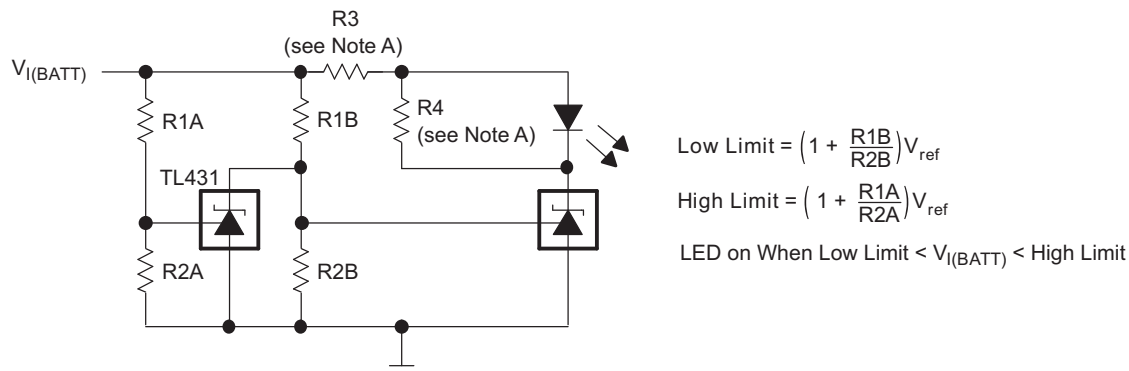 R3
(see Note A)
V_I(BATT)
R1A
R1B
R4
(see Note A)
TL431
R2A
R2B
Low Limit = (1 + R1B/R2B) V_ref
High Limit = (1 + R1A/R2A) V_ref
LED on When Low Limit < V_I(BATT) < High Limit